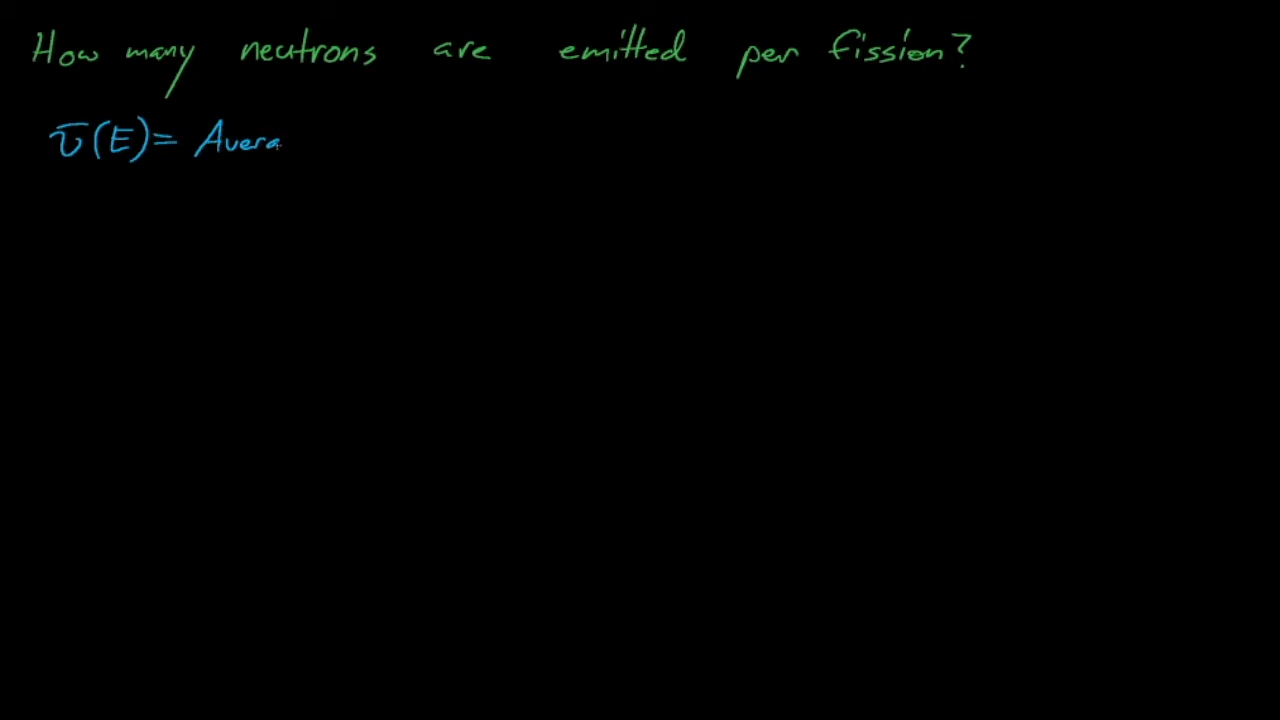 How many neutrons are emitted per fission?
ν̅(E)= Avera